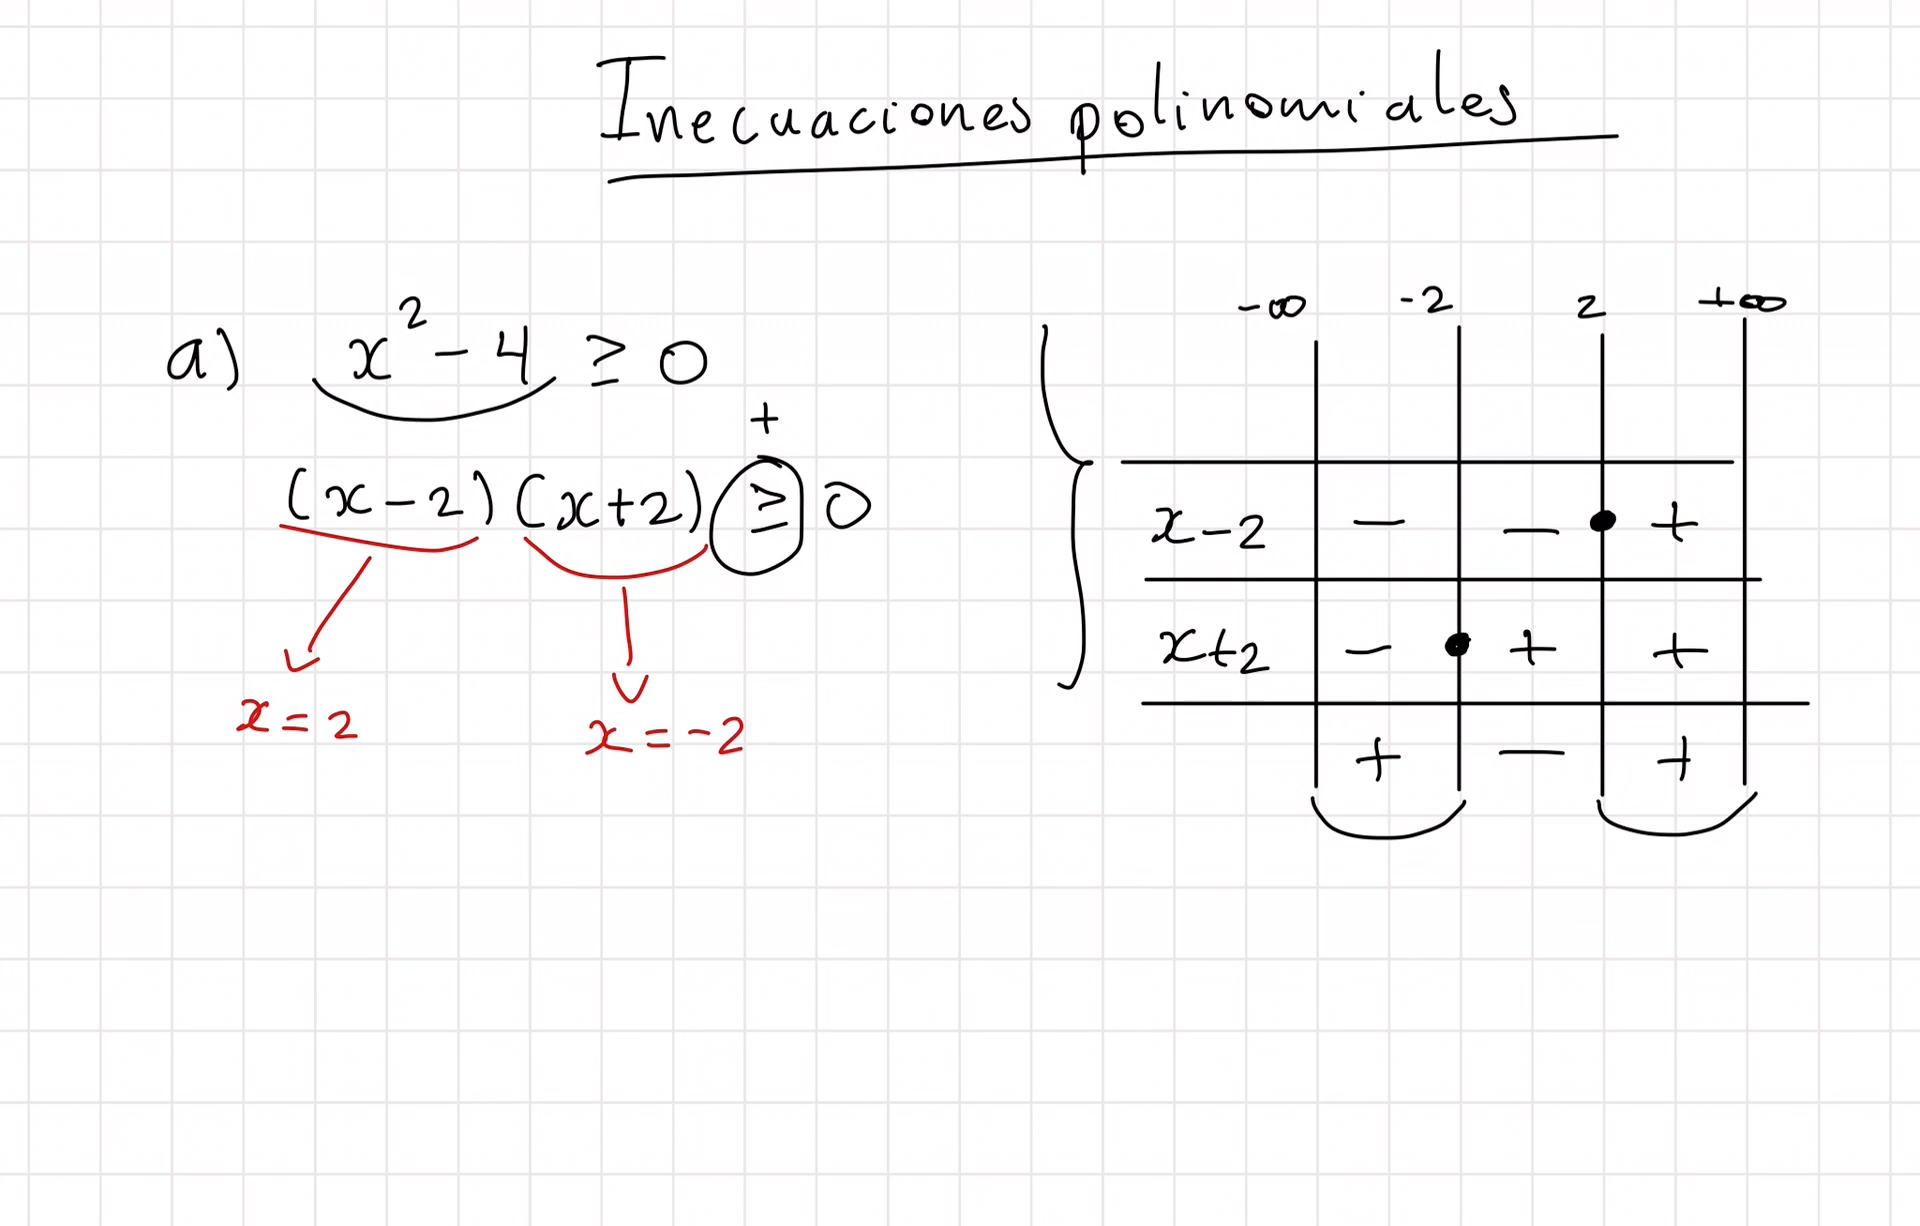 Inecuaciones polinomiales
a) x² - 4 ≥ 0
+
(x-2)(x+2) ≥ 0
x = 2
x = -2
-∞ -2 2 +∞
x-2 - - +
x+2 - + +
+ - +